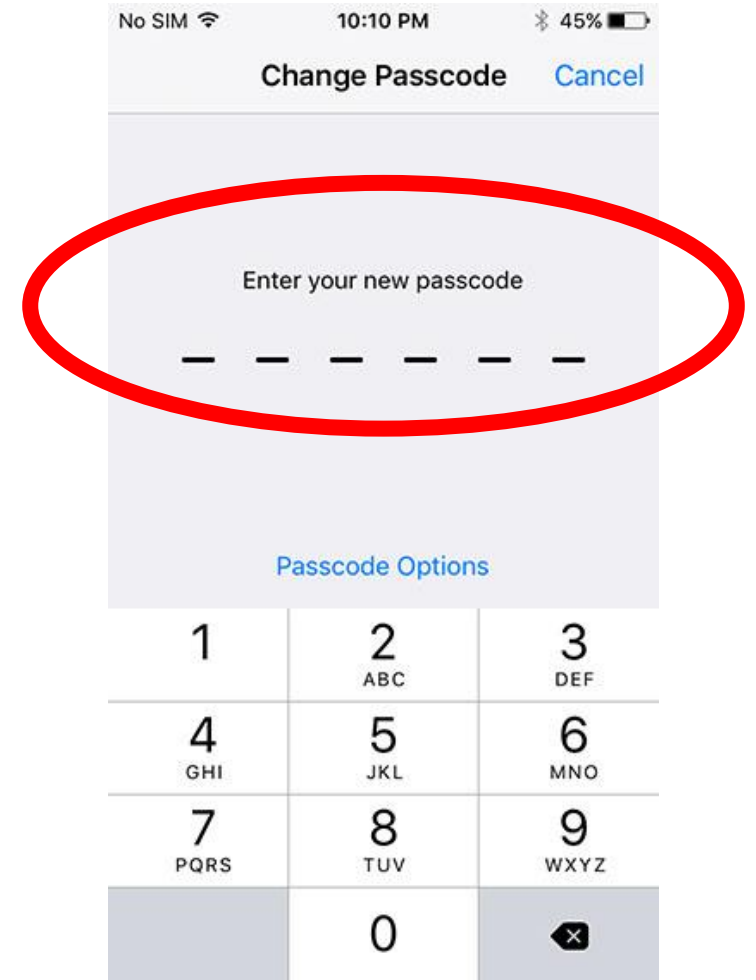 No SIM 10:10 PM 45%
Change Passcode Cancel
Enter your new passcode
Passcode Options
1 2 3
ABC DEF
4 5 6
GHI JKL MNO
7 8 9
PQRS TUV WXYZ
0